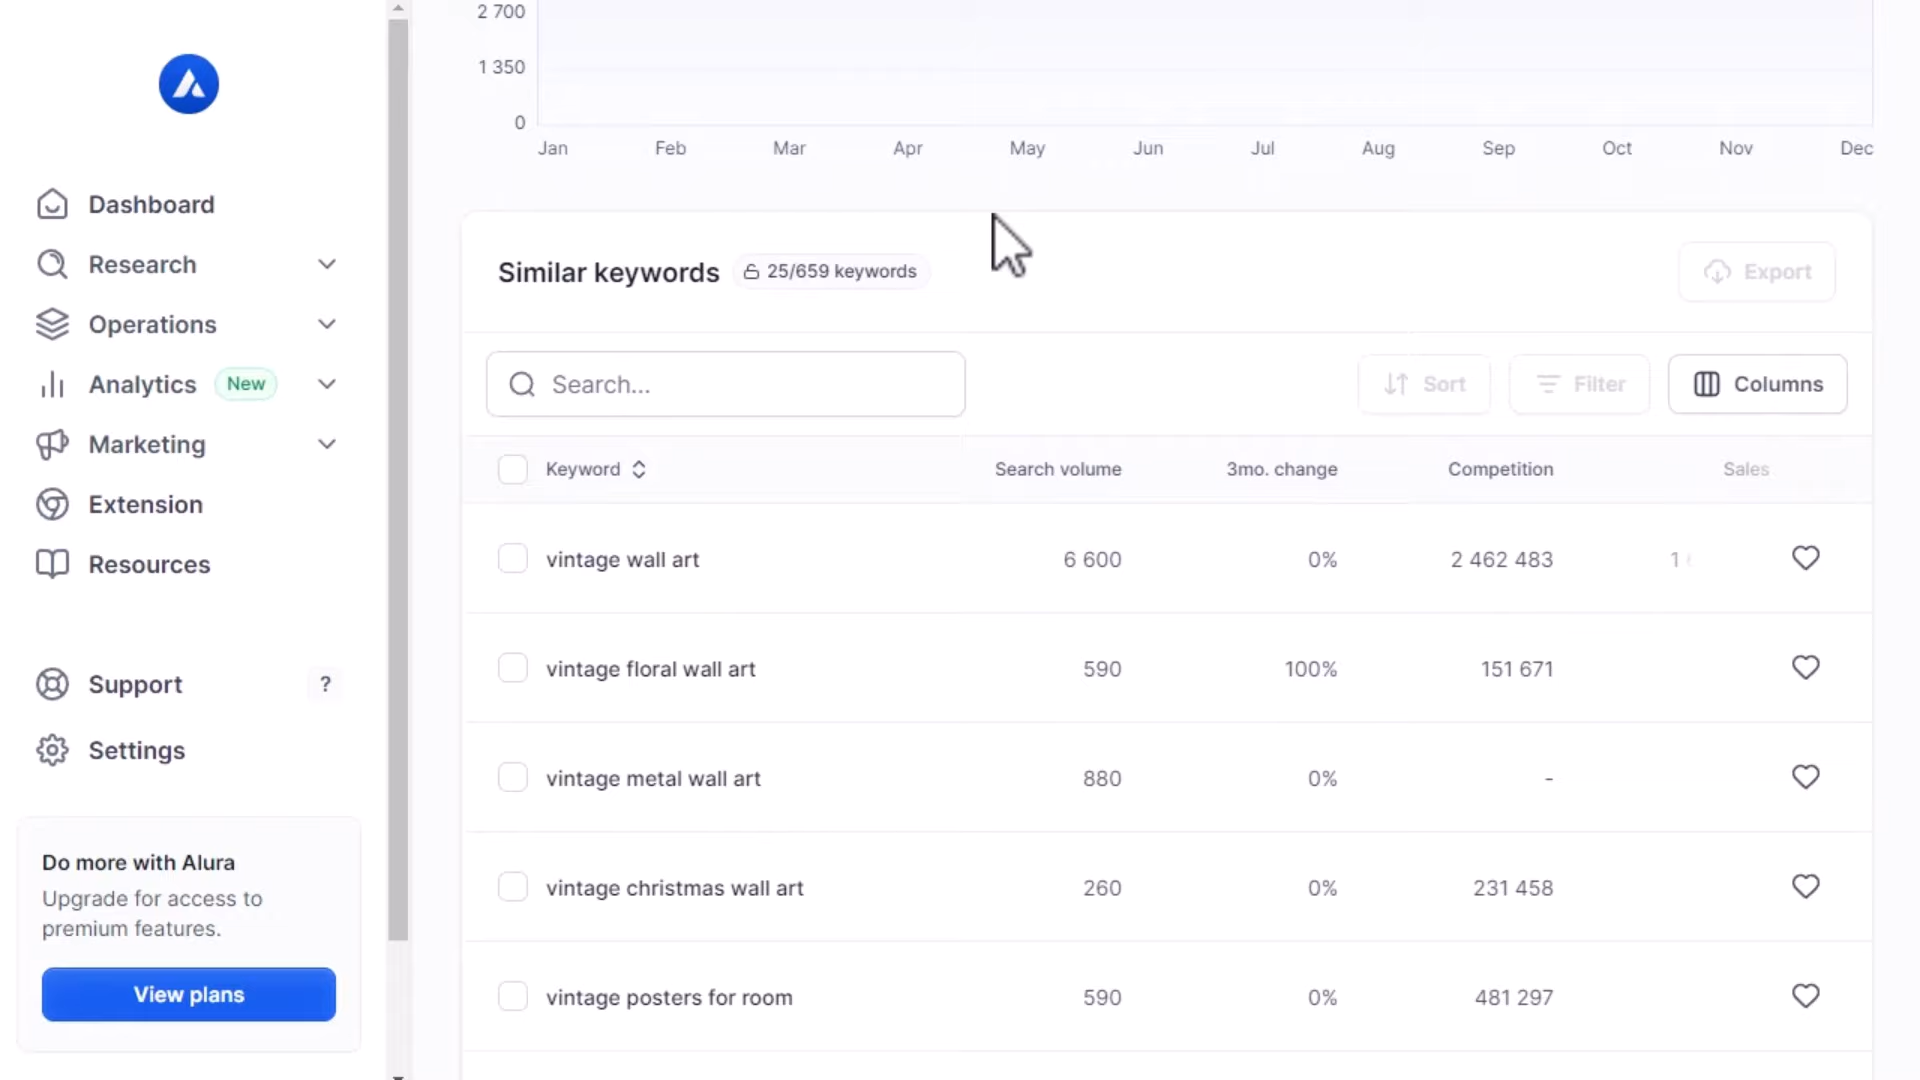 2 700
1 350
0
Jan Feb Mar Apr May Jun Jul Aug Sep Oct Nov Dec
Dashboard
Research
Operations
Analytics New
Marketing
Extension
Resources
Support ?
Settings
Do more with Alura
Upgrade for access to
premium features.
View plans
Similar keywords 25/659 keywords
Export
Search...
Sort Filter Columns
Keyword Search volume 3mo. change Competition Sales
vintage wall art 6 600 0% 2 462 483 1
vintage floral wall art 590 100% 151 671
vintage metal wall art 880 0% -
vintage christmas wall art 260 0% 231 458
vintage posters for room 590 0% 481 297